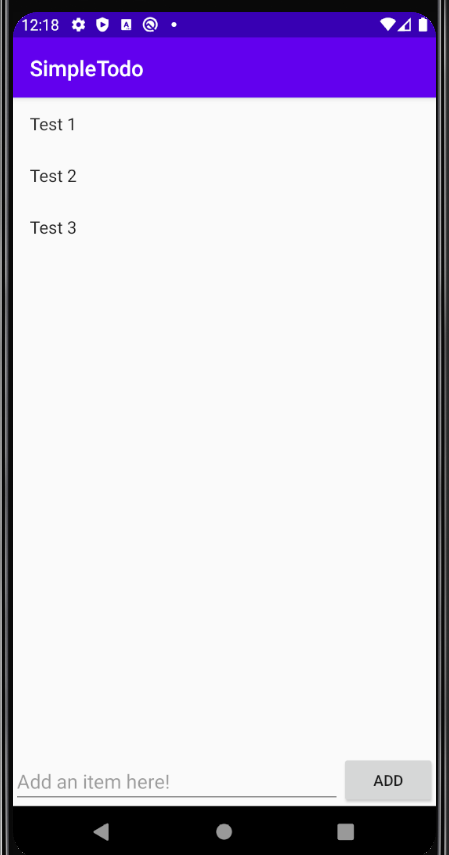 12:18
SimpleTodo
Test 1
Test 2
Test 3
Add an item here!
ADD